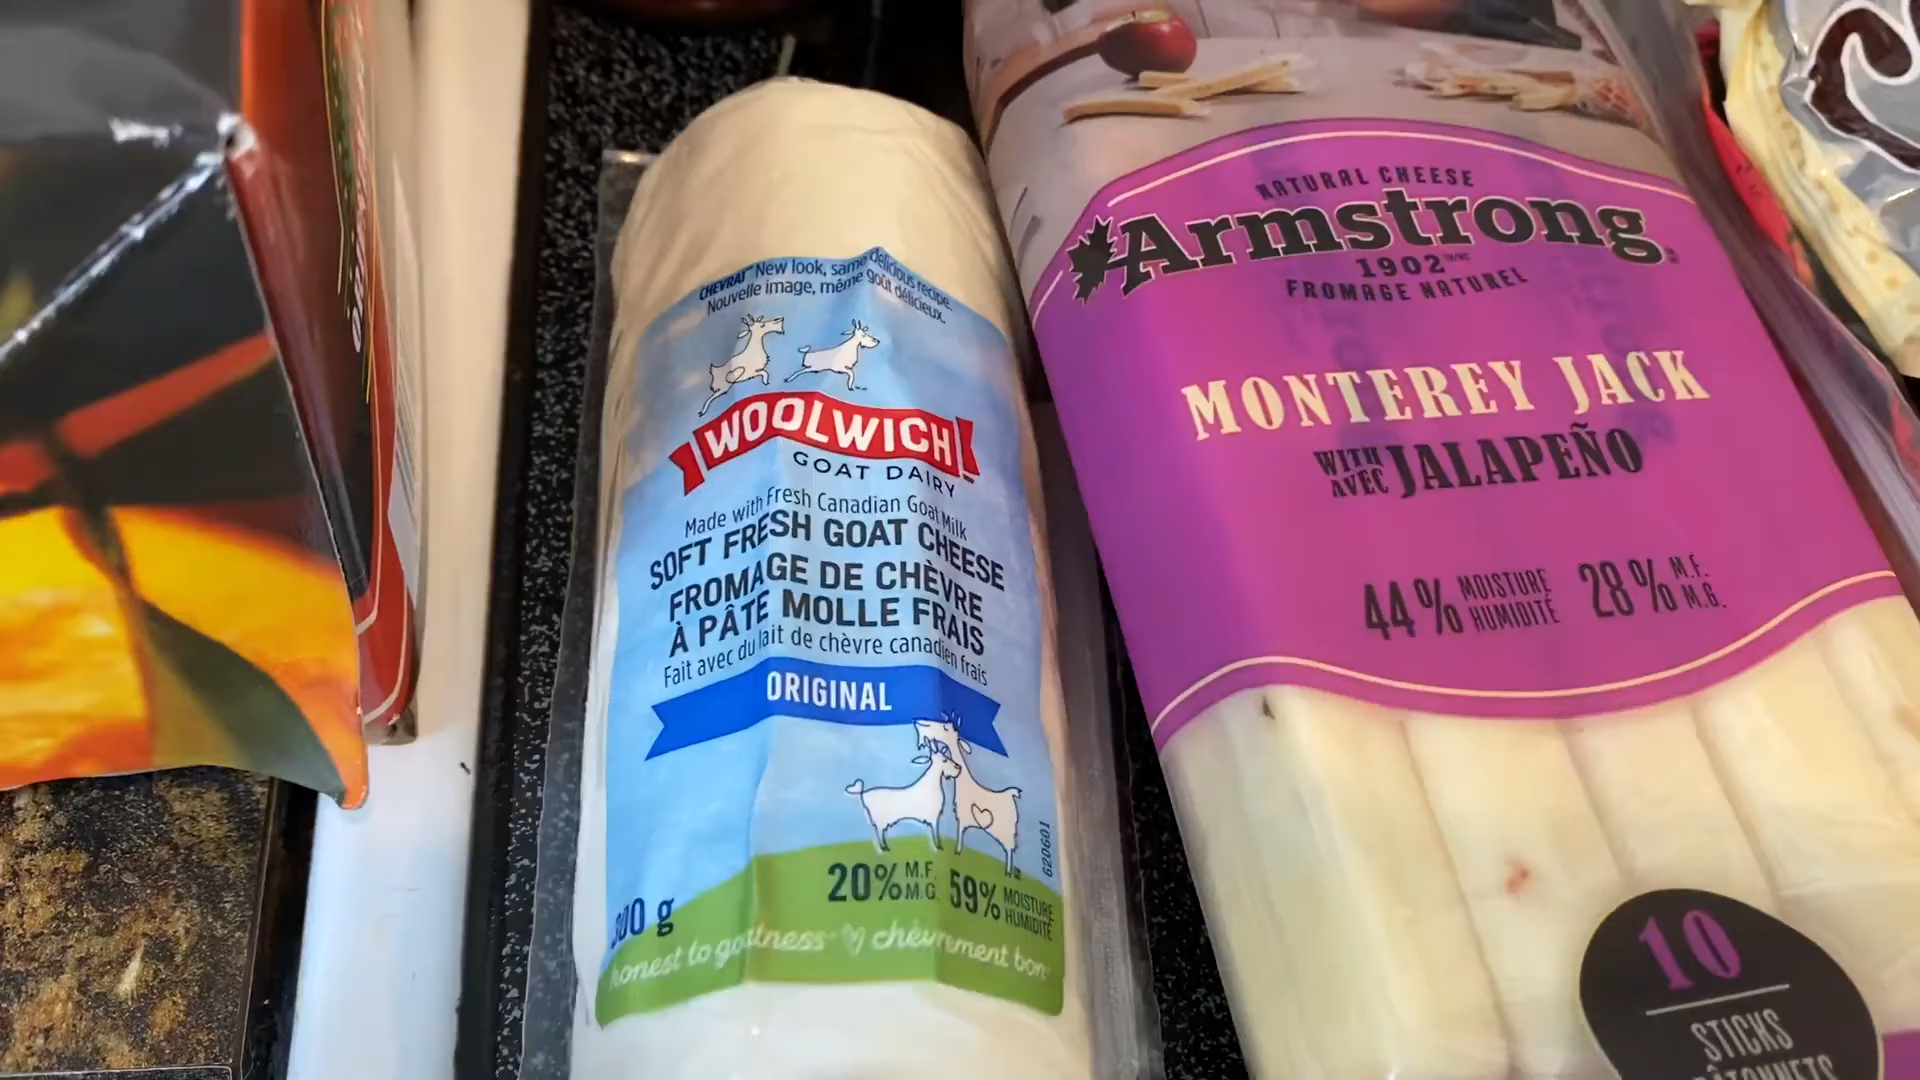 CHEVRAI™ New look, same delicious recipe.
Nouvelle image, même goût délicieux.
WOOLWICH
GOAT DAIRY
Made with Fresh Canadian Goat Milk
SOFT FRESH GOAT CHEESE
FROMAGE DE CHÈVRE
À PÂTE MOLLE FRAIS
Fait avec du lait de chèvre canadien frais
ORIGINAL
20% M.F. M.G. 59% MOISTURE HUMIDITÉ
g
to goatness chèvrement bon
620601
NATURAL CHEESE
Armstrong
1902
FROMAGE NATUREL
MONTEREY JACK
WITH AVEC JALAPEÑO
44% MOISTURE HUMIDITÉ 28% M.F. M.G.
10
STICKS
BÂTONNETS